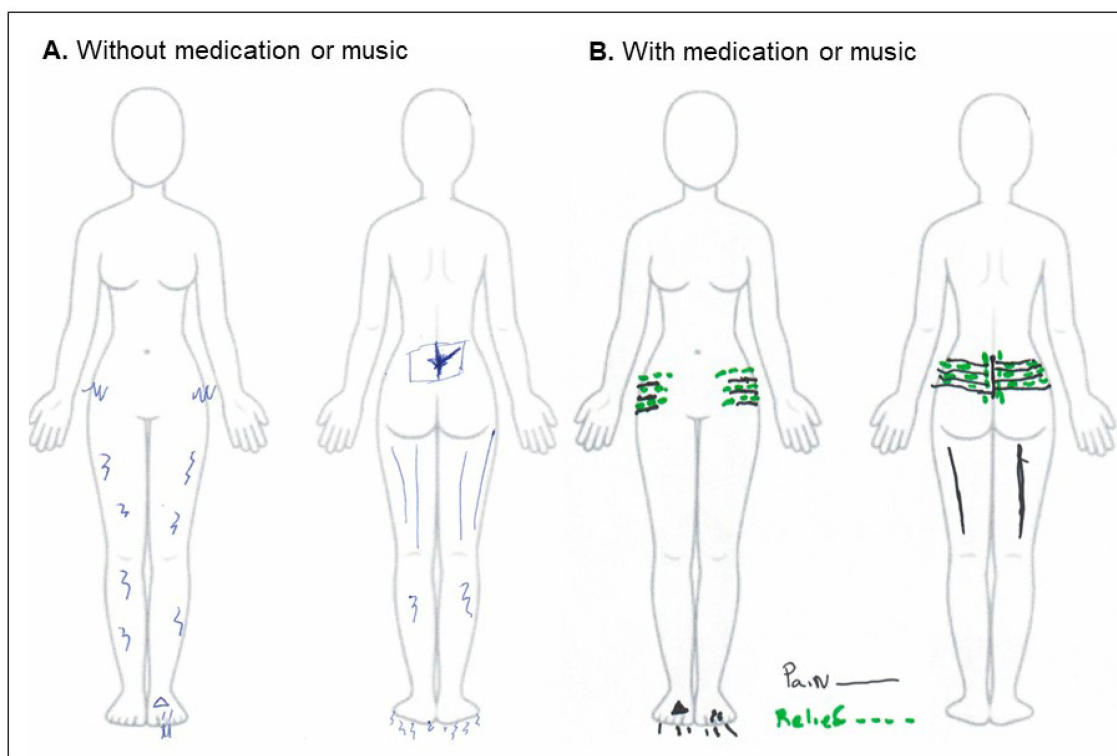 A. Without medication or music
B. With medication or music
Pain
Relief